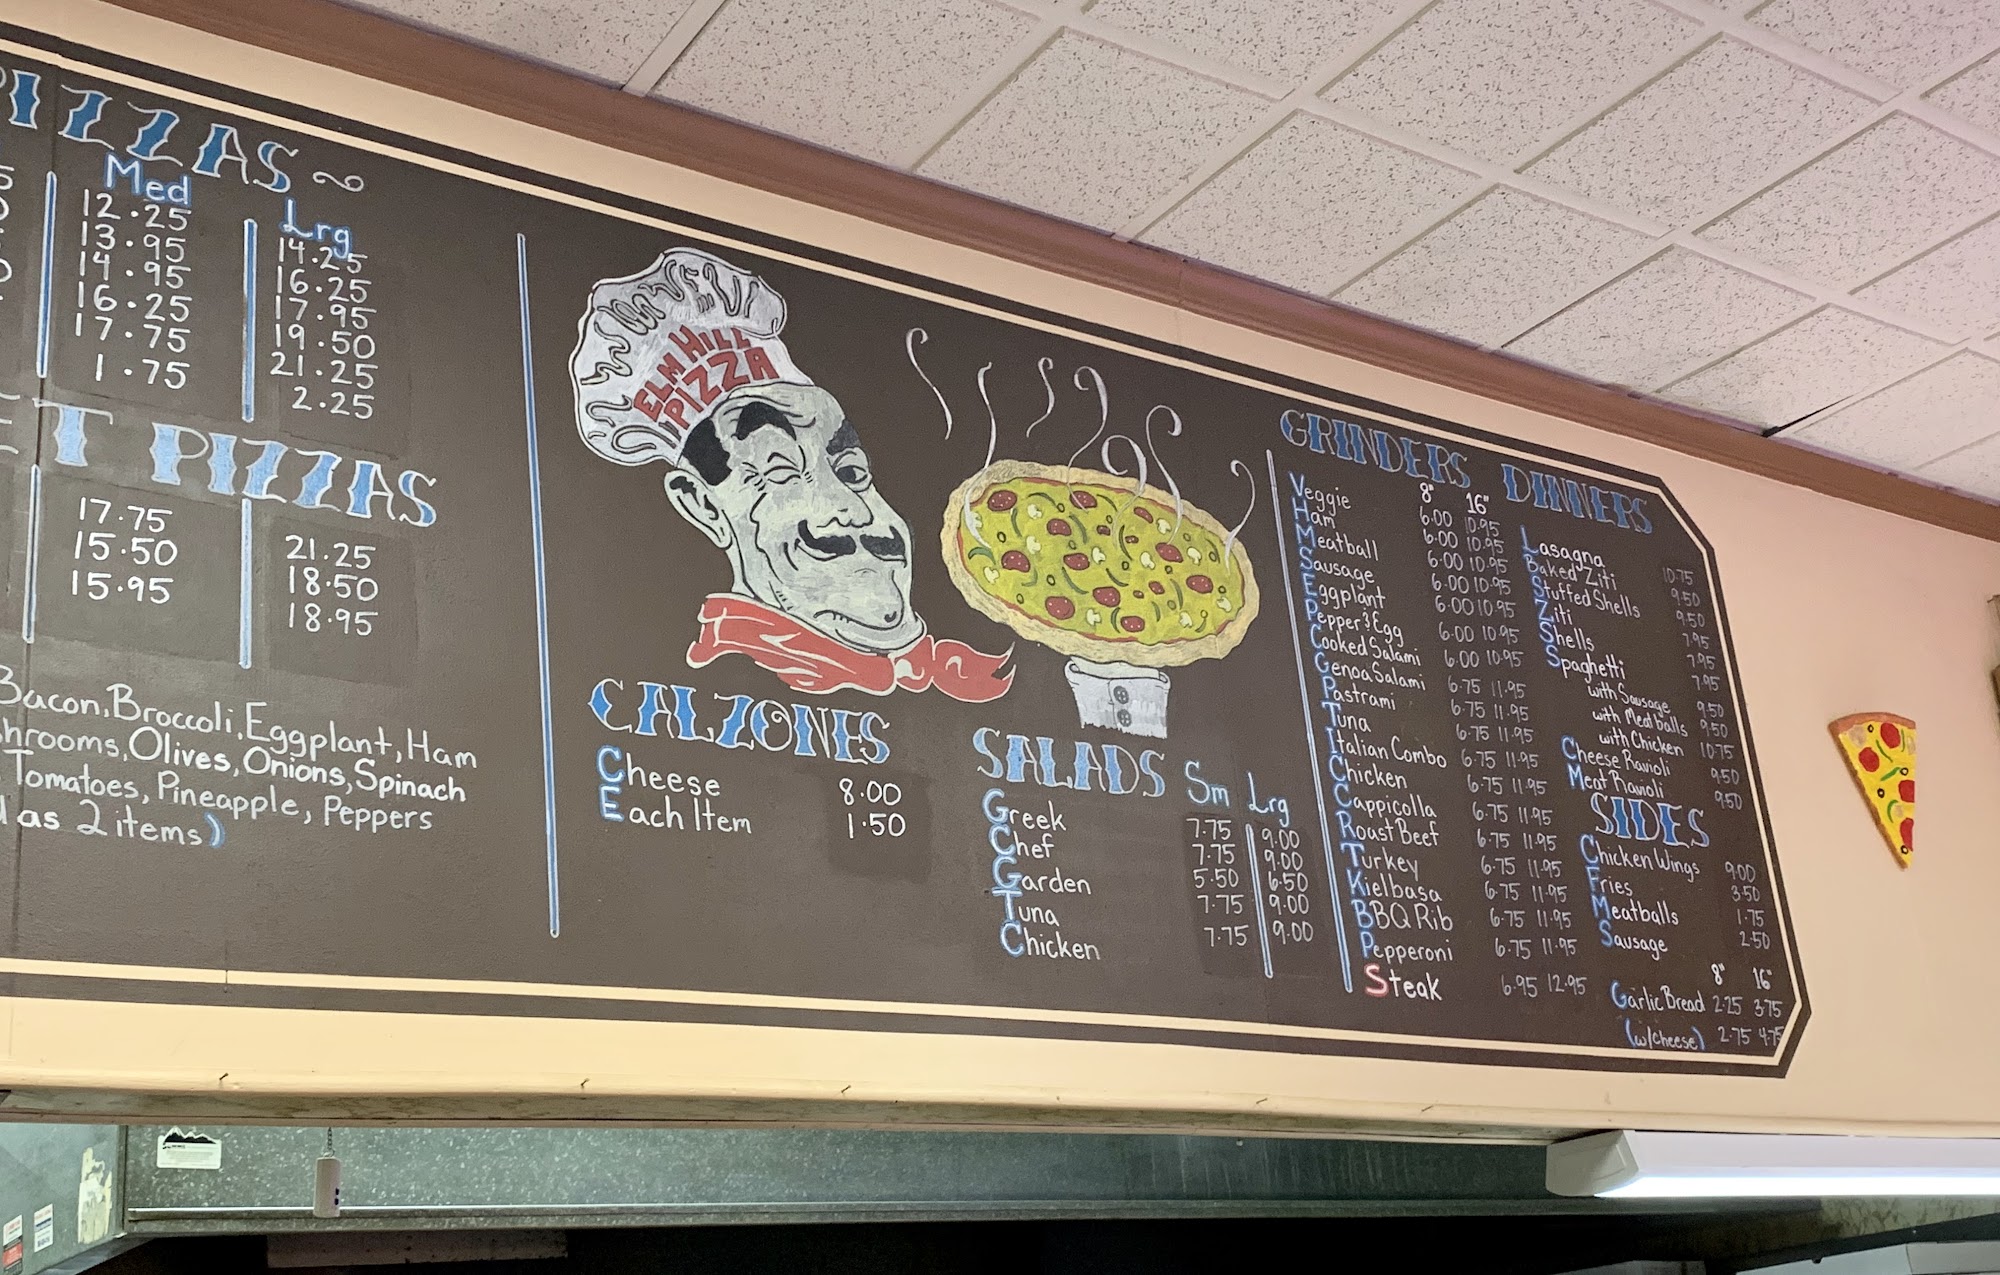 PIZZAS
Med Lrg
12.25 14.25
13.95 16.25
14.95 17.95
16.25 19.50
17.75 21.25
1.75 2.25
ET PIZZAS
17.75 21.25
15.50 18.50
15.95 18.95
Bacon, Broccoli, Eggplant, Ham
hrooms, Olives, Onions, Spinach
Tomatoes, Pineapple, Peppers
as 2 items)
ELM HILL
PIZZA
CALZONES
Cheese 8.00
Each Item 1.50
SALADS Sm Lrg
Greek 7.75 9.00
Chef 7.75 9.00
Garden 5.50 6.50
Tuna 7.75 9.00
Chicken 7.75 9.00
GRINDERS
8" 16"
Veggie 6.00 10.95
Ham 6.00 10.95
Meatball 6.00 10.95
Sausage 6.00 10.95
Eggplant 6.00 10.95
Pepper & Egg 6.00 10.95
Cooked Salami 6.00 10.95
Genoa Salami 6.75 11.95
Pastrami 6.75 11.95
Tuna 6.75 11.95
Italian Combo 6.75 11.95
Chicken 6.75 11.95
Cappicolla 6.75 11.95
Roast Beef 6.75 11.95
Turkey 6.75 11.95
Kielbasa 6.75 11.95
BBQ Rib 6.75 11.95
Pepperoni 6.75 11.95
Steak 6.95 12.95
DINNERS
Lasagna 10.75
Baked Ziti 9.50
Stuffed Shells 9.50
Ziti 7.95
Shells 7.95
Spaghetti 7.95
with Sausage 9.50
with Meatballs 9.50
with Chicken 10.75
Cheese Ravioli 9.50
Meat Ravioli 9.50
SIDES
Chicken Wings 9.00
Fries 3.50
Meatballs 1.75
Sausage 2.50
8" 16"
Garlic Bread 2.25 3.75
(w/cheese) 2.75 4.75